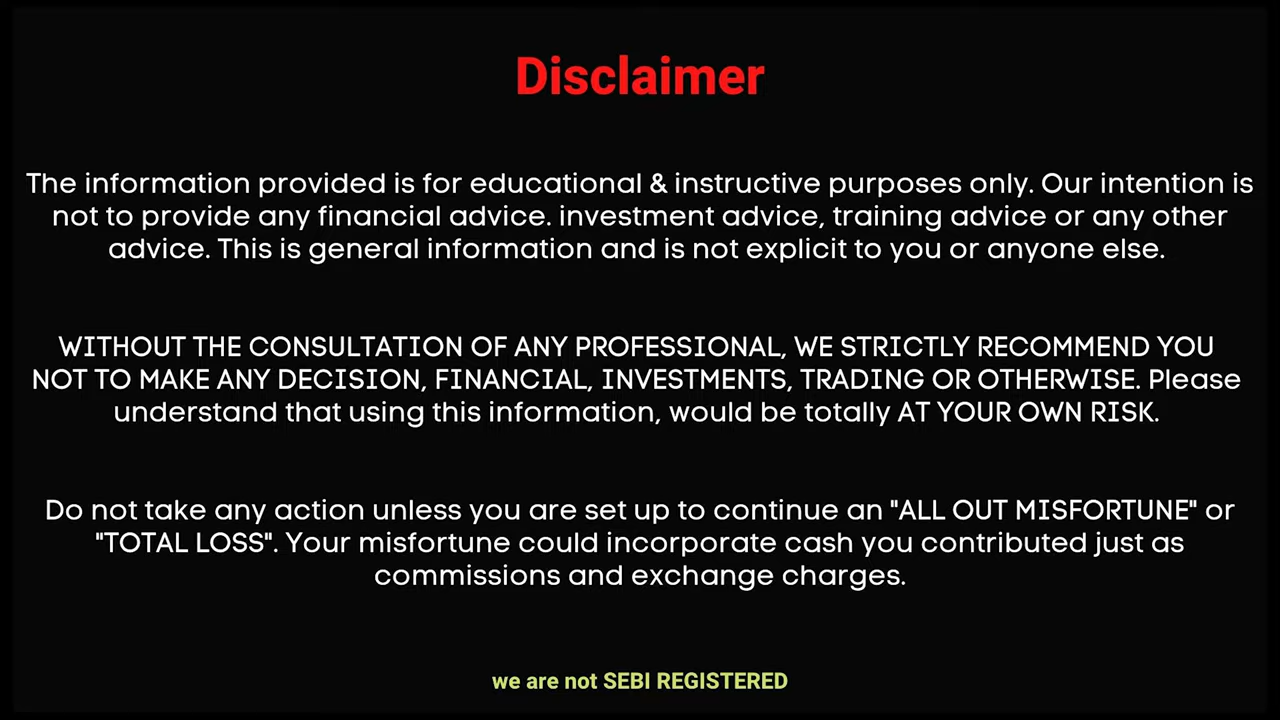 Disclaimer
The information provided is for educational & instructive purposes only. Our intention is
not to provide any financial advice. investment advice, training advice or any other
advice. This is general information and is not explicit to you or anyone else.
WITHOUT THE CONSULTATION OF ANY PROFESSIONAL, WE STRICTLY RECOMMEND YOU
NOT TO MAKE ANY DECISION, FINANCIAL, INVESTMENTS, TRADING OR OTHERWISE. Please
understand that using this information, would be totally AT YOUR OWN RISK.
Do not take any action unless you are set up to continue an "ALL OUT MISFORTUNE" or
"TOTAL LOSS". Your misfortune could incorporate cash you contributed just as
commissions and exchange charges.
we are not SEBI REGISTERED